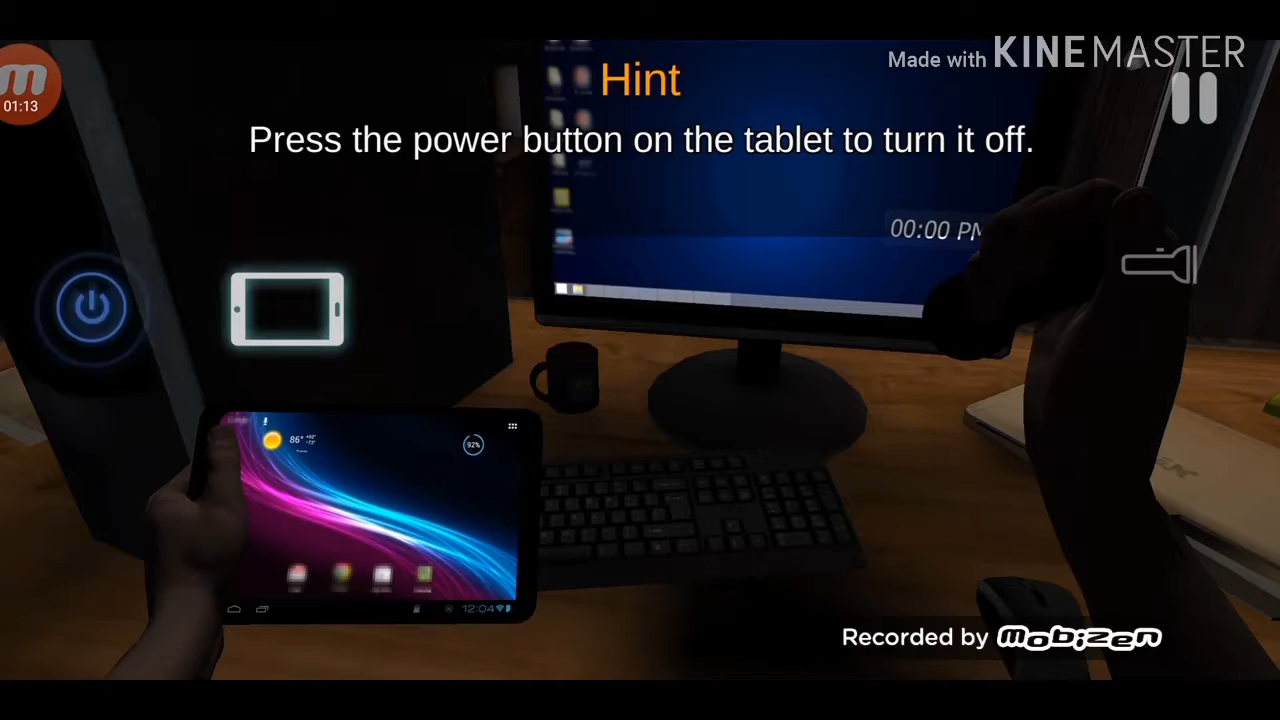 Made with KINEMASTER
01:13
Hint
Press the power button on the tablet to turn it off.
00:00 PM
86°
92%
12:04
Recorded by mobizen